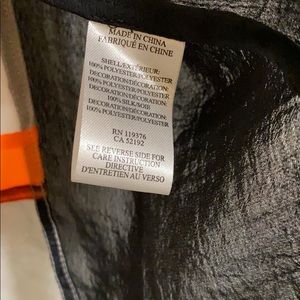 MADE IN CHINA
FABRIQUÉ EN CHINE
SHELL/EXTÉRIEUR:
100% POLYESTER/POLYESTER
DECORATION/DÉCORATION:
100% POLYESTER/POLYESTER
DECORATION/DÉCORATION:
100% SILK/SOIE
DECORATION/DÉCORATION:
100% POLYESTER/POLYESTER
RN 119376
CA 52192
SEE REVERSE SIDE FOR
CARE INSTRUCTION
DIRECTIVE
D'ENTRETIEN AU VERSO